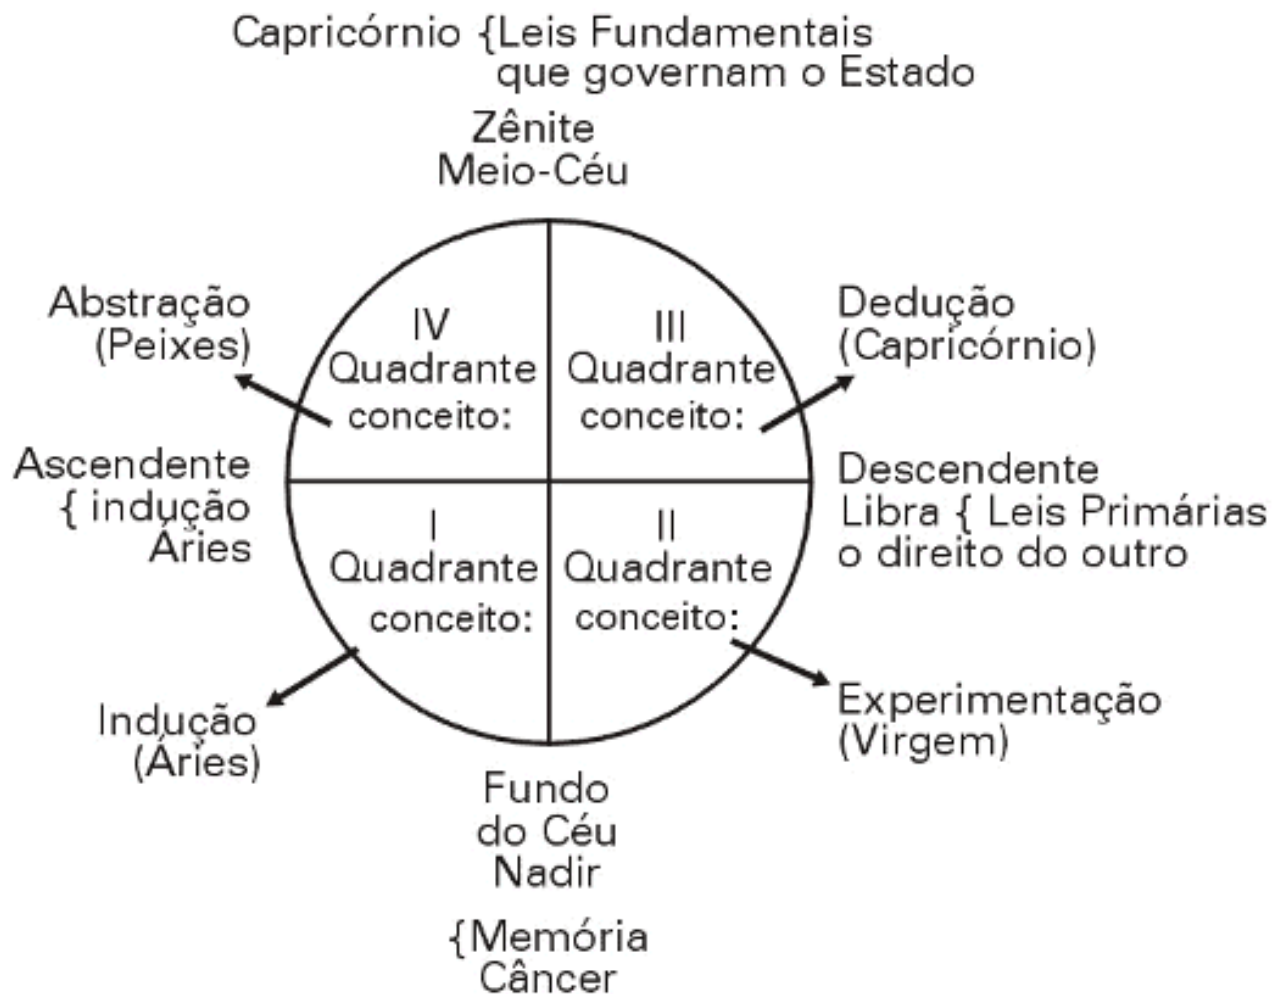 Capricórnio {Leis Fundamentais
que governam o Estado
Zênite
Meio-Céu
Abstração
(Peixes)
IV
Quadrante
conceito:
III
Quadrante
conceito:
Dedução
(Capricórnio)
Ascendente
{ indução
Áries
Descendente
Libra { Leis Primárias
o direito do outro
I
Quadrante
conceito:
II
Quadrante
conceito:
Indução
(Áries)
Experimentação
(Virgem)
Fundo
do Céu
Nadir
{Memória
Câncer